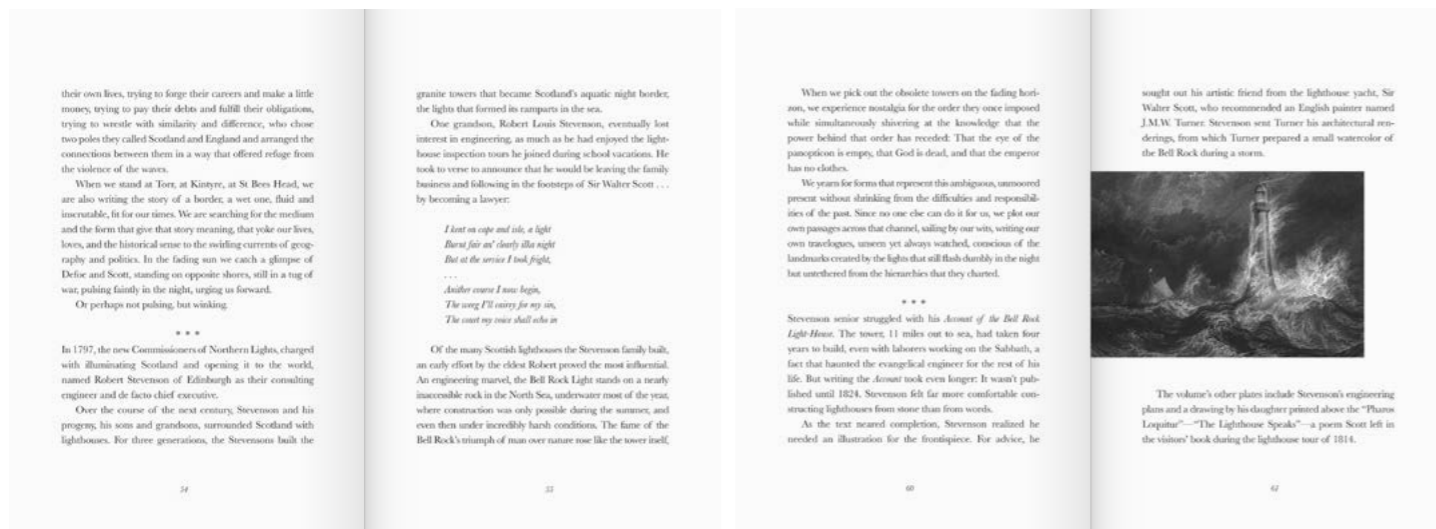 their own lives, trying to forge their careers and make a little
money, trying to pay their debts and fulfill their obligations,
trying to wrestle with similarity and difference, who chose
two poles they called Scotland and England and arranged the
connections between them in a way that offered refuge from
the violence of the waves.
When we stand at Torr, at Kintyre, at St Bees Head, we
are also writing the story of a border, a wet one, fluid and
inscrutable, fit for our times. We are searching for the medium
and the form that give that story meaning, that yoke our lives,
loves, and the historical sense to the swirling currents of geog-
raphy and politics. In the fading sun we catch a glimpse of
Defoe and Scott, standing on opposite shores, still in a tug of
war, pulsing faintly in the night, urging us forward.
Or perhaps not pulsing, but winking.
* * *
In 1797, the new Commissioners of Northern Lights, charged
with illuminating Scotland and opening it to the world,
named Robert Stevenson of Edinburgh as their consulting
engineer and de facto chief executive.
Over the course of the next century, Stevenson and his
progeny, his sons and grandsons, surrounded Scotland with
lighthouses. For three generations, the Stevensons built the
54
granite towers that became Scotland's aquatic night border,
the lights that formed its ramparts in the sea.
One grandson, Robert Louis Stevenson, eventually lost
interest in engineering, as much as he had enjoyed the light-
house inspection tours he joined during school vacations. He
took to verse to announce that he would be leaving the family
business and following in the footsteps of Sir Walter Scott . . .
by becoming a lawyer:
I kent on cape and isle, a light
Burnt fair an' clearly ilka night
But at the service I took fright,
. . .
Anither course I now begin,
The weeg I'll cairry for my sin,
The court my voice shall echo in
Of the many Scottish lighthouses the Stevenson family built,
an early effort by the eldest Robert proved the most influential.
An engineering marvel, the Bell Rock Light stands on a nearly
inaccessible rock in the North Sea, underwater most of the year,
where construction was only possible during the summer, and
even then under incredibly harsh conditions. The fame of the
Bell Rock's triumph of man over nature rose like the tower itself,
55
When we pick out the obsolete towers on the fading hori-
zon, we experience nostalgia for the order they once imposed
while simultaneously shivering at the knowledge that the
power behind that order has receded: That the eye of the
panopticon is empty, that God is dead, and that the emperor
has no clothes.
We yearn for forms that represent this ambiguous, unmoored
present without shrinking from the difficulties and responsibil-
ities of the past. Since no one else can do it for us, we plot our
own passages across that channel, sailing by our wits, writing our
own travelogues, unseen yet always watched, conscious of the
landmarks created by the lights that still flash dumbly in the night
but untethered from the hierarchies that they charted.
* * *
Stevenson senior struggled with his Account of the Bell Rock
Light-House. The tower, 11 miles out to sea, had taken four
years to build, even with laborers working on the Sabbath, a
fact that haunted the evangelical engineer for the rest of his
life. But writing the Account took even longer: It wasn't pub-
lished until 1824. Stevenson felt far more comfortable con-
structing lighthouses from stone than from words.
As the text neared completion, Stevenson realized he
needed an illustration for the frontispiece. For advice, he
60
sought out his artistic friend from the lighthouse yacht, Sir
Walter Scott, who recommended an English painter named
J.M.W. Turner. Stevenson sent Turner his architectural ren-
derings, from which Turner prepared a small watercolor of
the Bell Rock during a storm.
The volume's other plates include Stevenson's engineering
plans and a drawing by his daughter printed above the "Pharos
Loquitur"—"The Lighthouse Speaks"—a poem Scott left in
the visitors' book during the lighthouse tour of 1814.